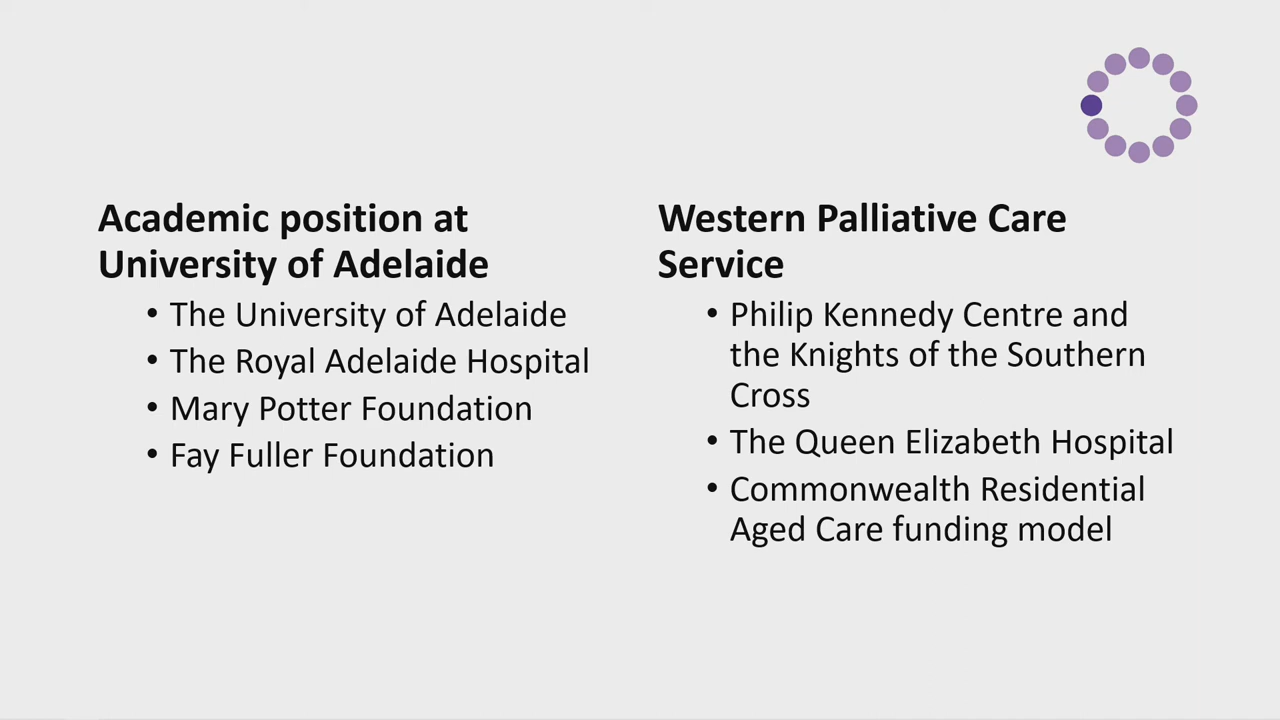 Academic position at
University of Adelaide
• The University of Adelaide
• The Royal Adelaide Hospital
• Mary Potter Foundation
• Fay Fuller Foundation
Western Palliative Care
Service
• Philip Kennedy Centre and
the Knights of the Southern
Cross
• The Queen Elizabeth Hospital
• Commonwealth Residential
Aged Care funding model